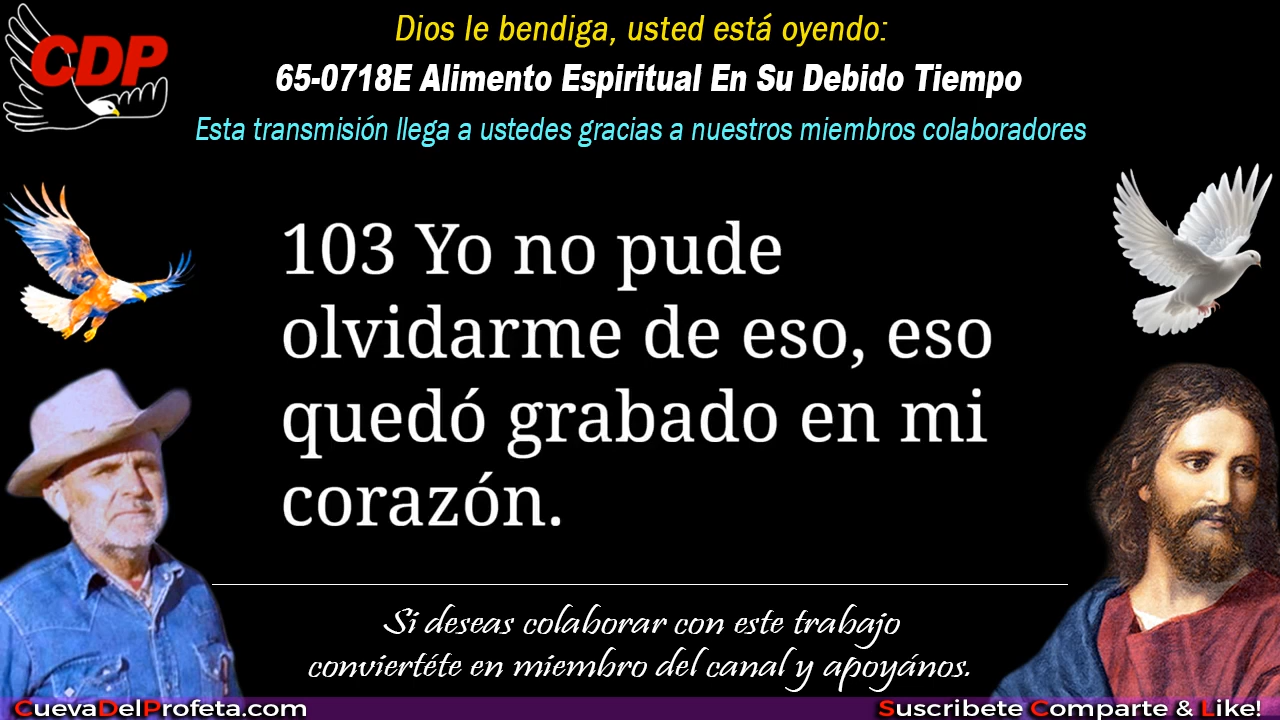 CDP
Dios le bendiga, usted está oyendo:
65-0718E Alimento Espiritual En Su Debido Tiempo
Esta transmisión llega a ustedes gracias a nuestros miembros colaboradores
103 Yo no pude
olvidarme de eso, eso
quedó grabado en mi
corazón.
Si deseas colaborar con este trabajo
conviertéte en miembro del canal y apoyános.
CuevaDelProfeta.com
Suscribete Comparte & Like!